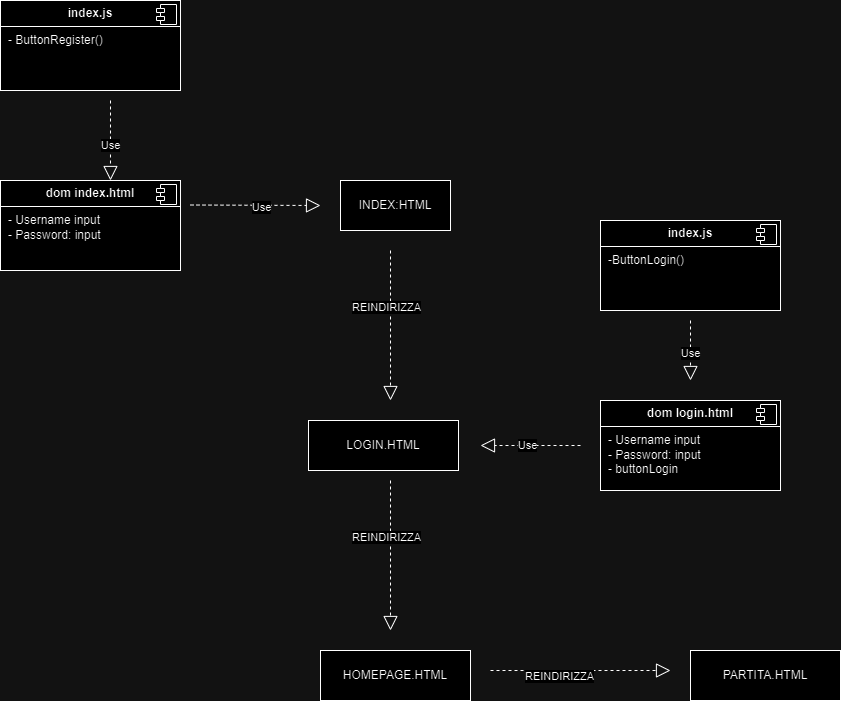 index.js
- ButtonRegister()
Use
dom index.html
- Username input
- Password: input
Use
INDEX:HTML
index.js
-ButtonLogin()
REINDIRIZZA
Use
dom login.html
- Username input
- Password: input
- buttonLogin
LOGIN.HTML
Use
REINDIRIZZA
HOMEPAGE.HTML
REINDIRIZZA
PARTITA.HTML